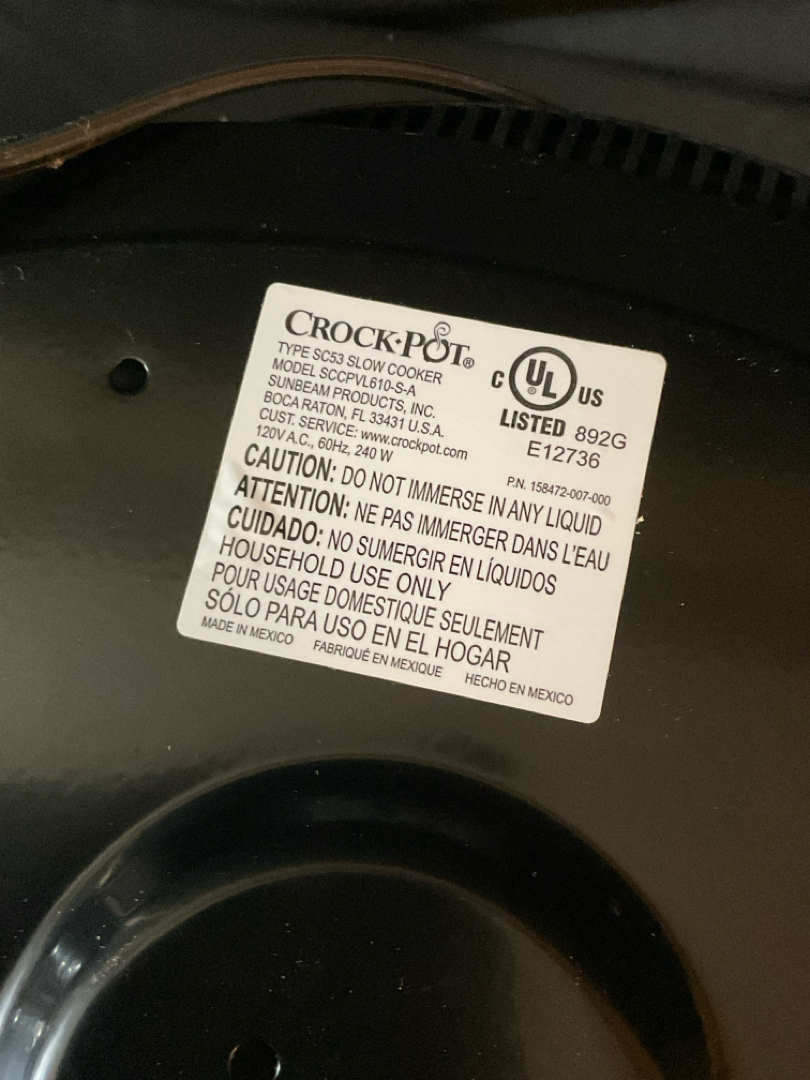 CROCK·POT®
TYPE SC53 SLOW COOKER
MODEL SCCPVL610-S-A
SUNBEAM PRODUCTS, INC.
BOCA RATON, FL 33431 U.S.A.
CUST. SERVICE: www.crockpot.com
120V A.C., 60Hz, 240 W
C UL® US
LISTED 892G
E12736
P.N. 158472-007-000
CAUTION: DO NOT IMMERSE IN ANY LIQUID
ATTENTION: NE PAS IMMERGER DANS L'EAU
CUIDADO: NO SUMERGIR EN LÍQUIDOS
HOUSEHOLD USE ONLY
POUR USAGE DOMESTIQUE SEULEMENT
SÓLO PARA USO EN EL HOGAR
MADE IN MEXICO FABRIQUÉ EN MEXIQUE HECHO EN MEXICO